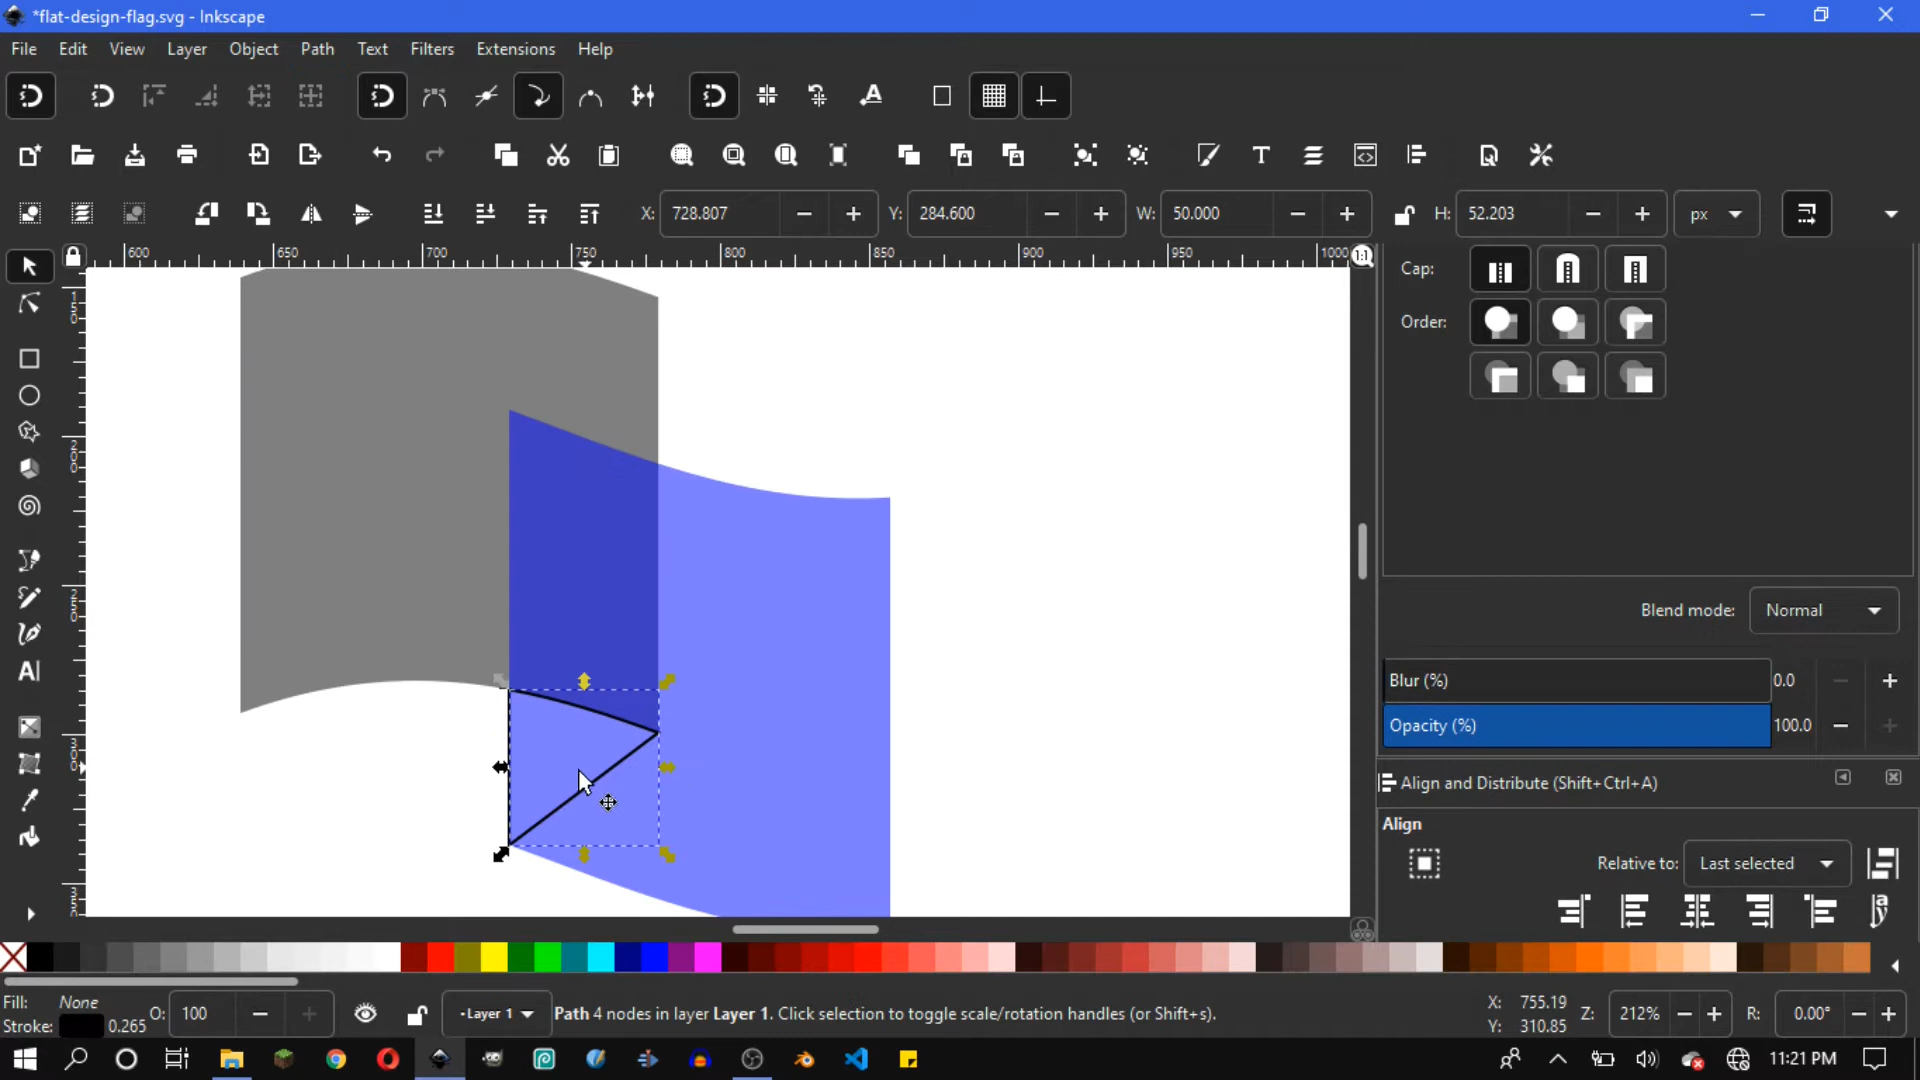 *flat-design-flag.svg - Inkscape
File Edit View Layer Object Path Text Filters Extensions Help
X: 728.807 Y: 284.600 W: 50.000 H: 52.203 px
600 650 700 750 800 850 900 950 1000 1:1
Cap:
Order:
Blend mode: Normal
Blur (%) 0.0
Opacity (%) 100.0
Align and Distribute (Shift+Ctrl+A)
Align
Relative to: Last selected
Fill: None O: 100 Layer 1 Path 4 nodes in layer Layer 1. Click selection to toggle scale/rotation handles (or Shift+s). X: 755.19 Z: 212% R: 0.00°
Stroke: 0.265 Y: 310.85
11:21 PM